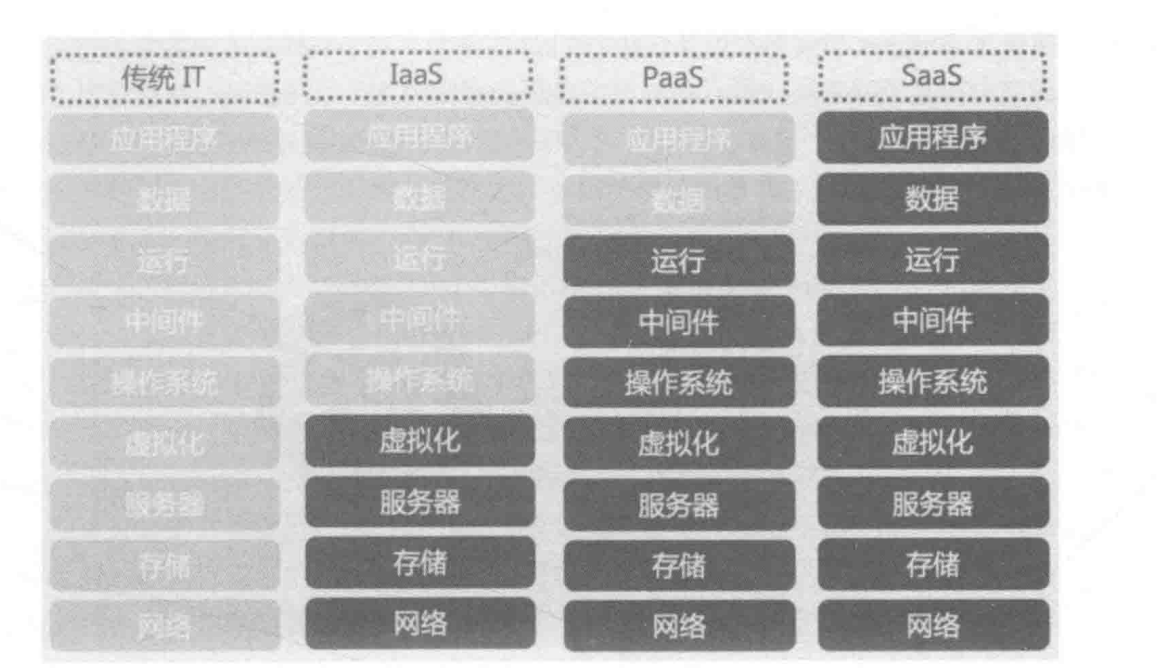 传统 IT IaaS PaaS SaaS
应用程序 应用程序 应用程序 应用程序
数据 数据 数据 数据
运行 运行 运行 运行
中间件 中间件 中间件 中间件
操作系统 操作系统 操作系统 操作系统
虚拟化 虚拟化 虚拟化 虚拟化
服务器 服务器 服务器 服务器
存储 存储 存储 存储
网络 网络 网络 网络